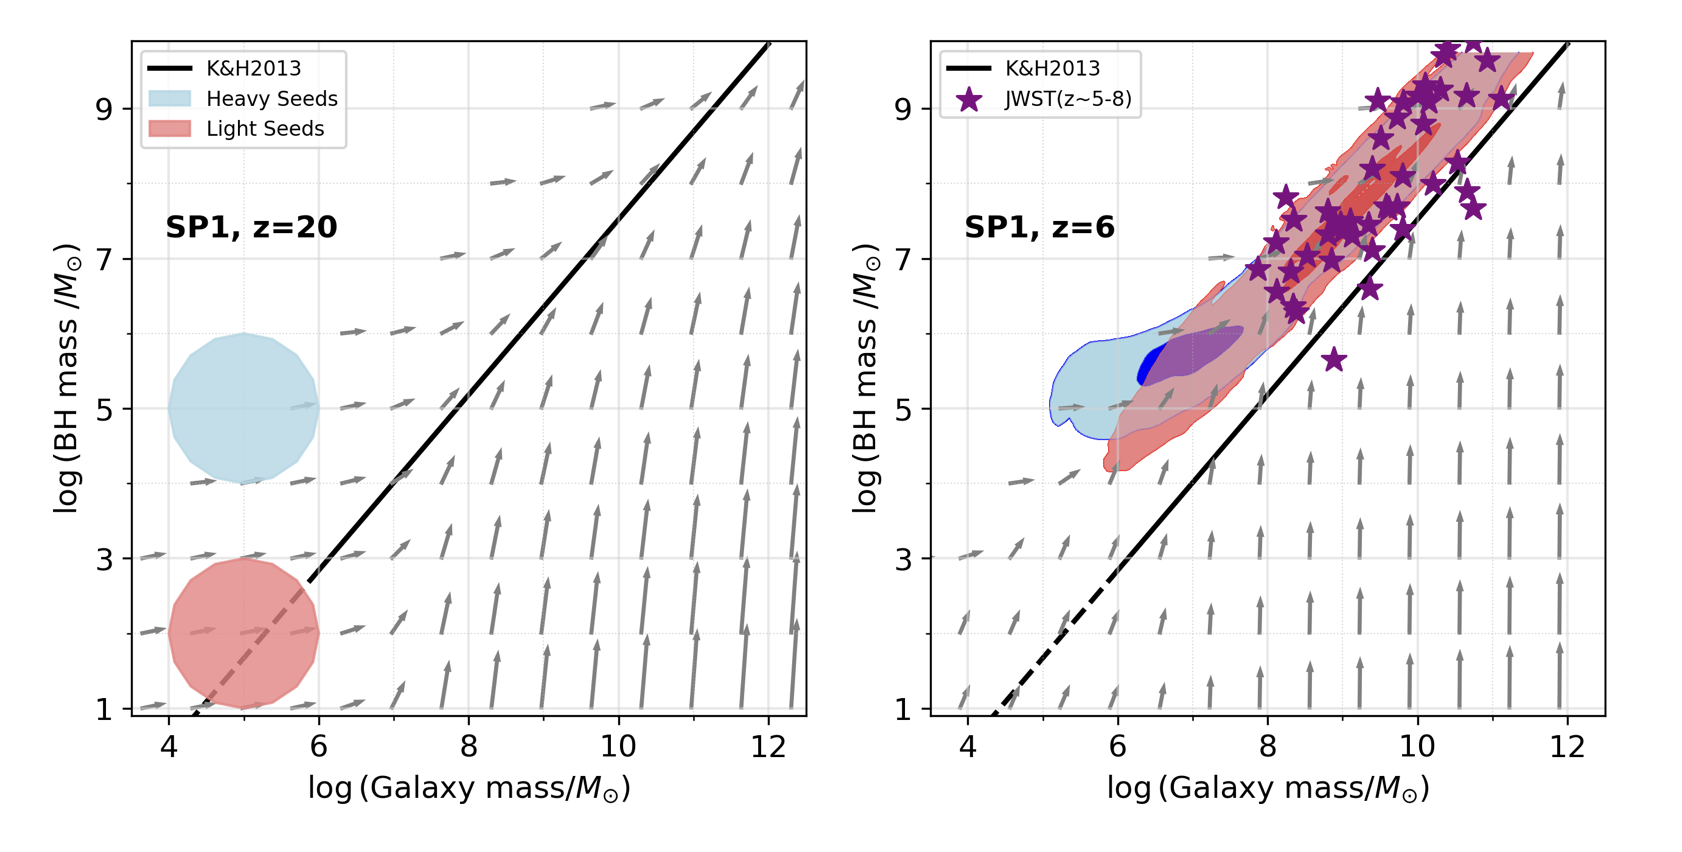 K&H2013
Heavy Seeds
Light Seeds
SP1, z=20
9
7
5
3
1
4
6
8
10
12
log (BH mass /M⊙)
log (Galaxy mass/M⊙)
K&H2013
JWST(z~5-8)
SP1, z=6
9
7
5
3
1
4
6
8
10
12
log (BH mass /M⊙)
log (Galaxy mass/M⊙)